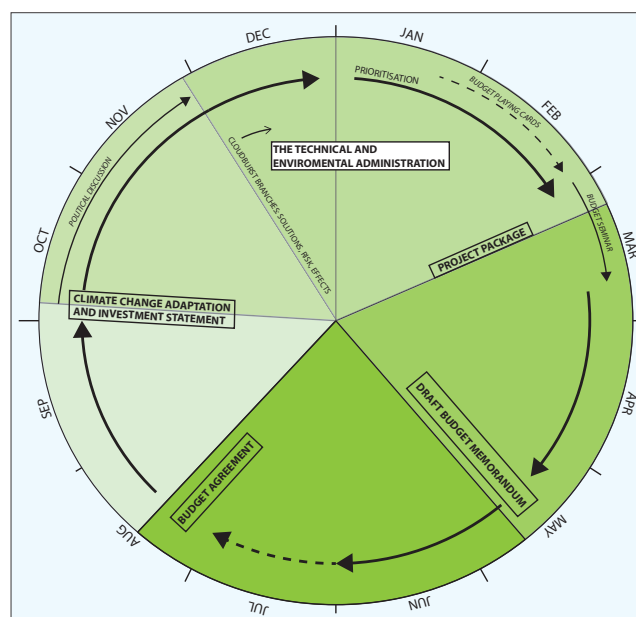 DEC
JAN
NOV
FEB
PRIORITISATION
BUDGET PLAYING CARDS
THE TECHNICAL AND
ENVIROMENTAL ADMINISTRATION
POLITICAL DISCUSSION
CLOUDBURST BRANCHES: SOLUTIONS, RISK, EFFECTS
BUDGET SEMINAR
OCT
MAR
PROJECT PACKAGE
CLIMATE CHANGE ADAPTATION
AND INVESTMENT STATEMENT
SEP
APR
DRAFT BUDGET MEMORANDUM
BUDGET AGREEMENT
AUG
MAY
JUL
JUN